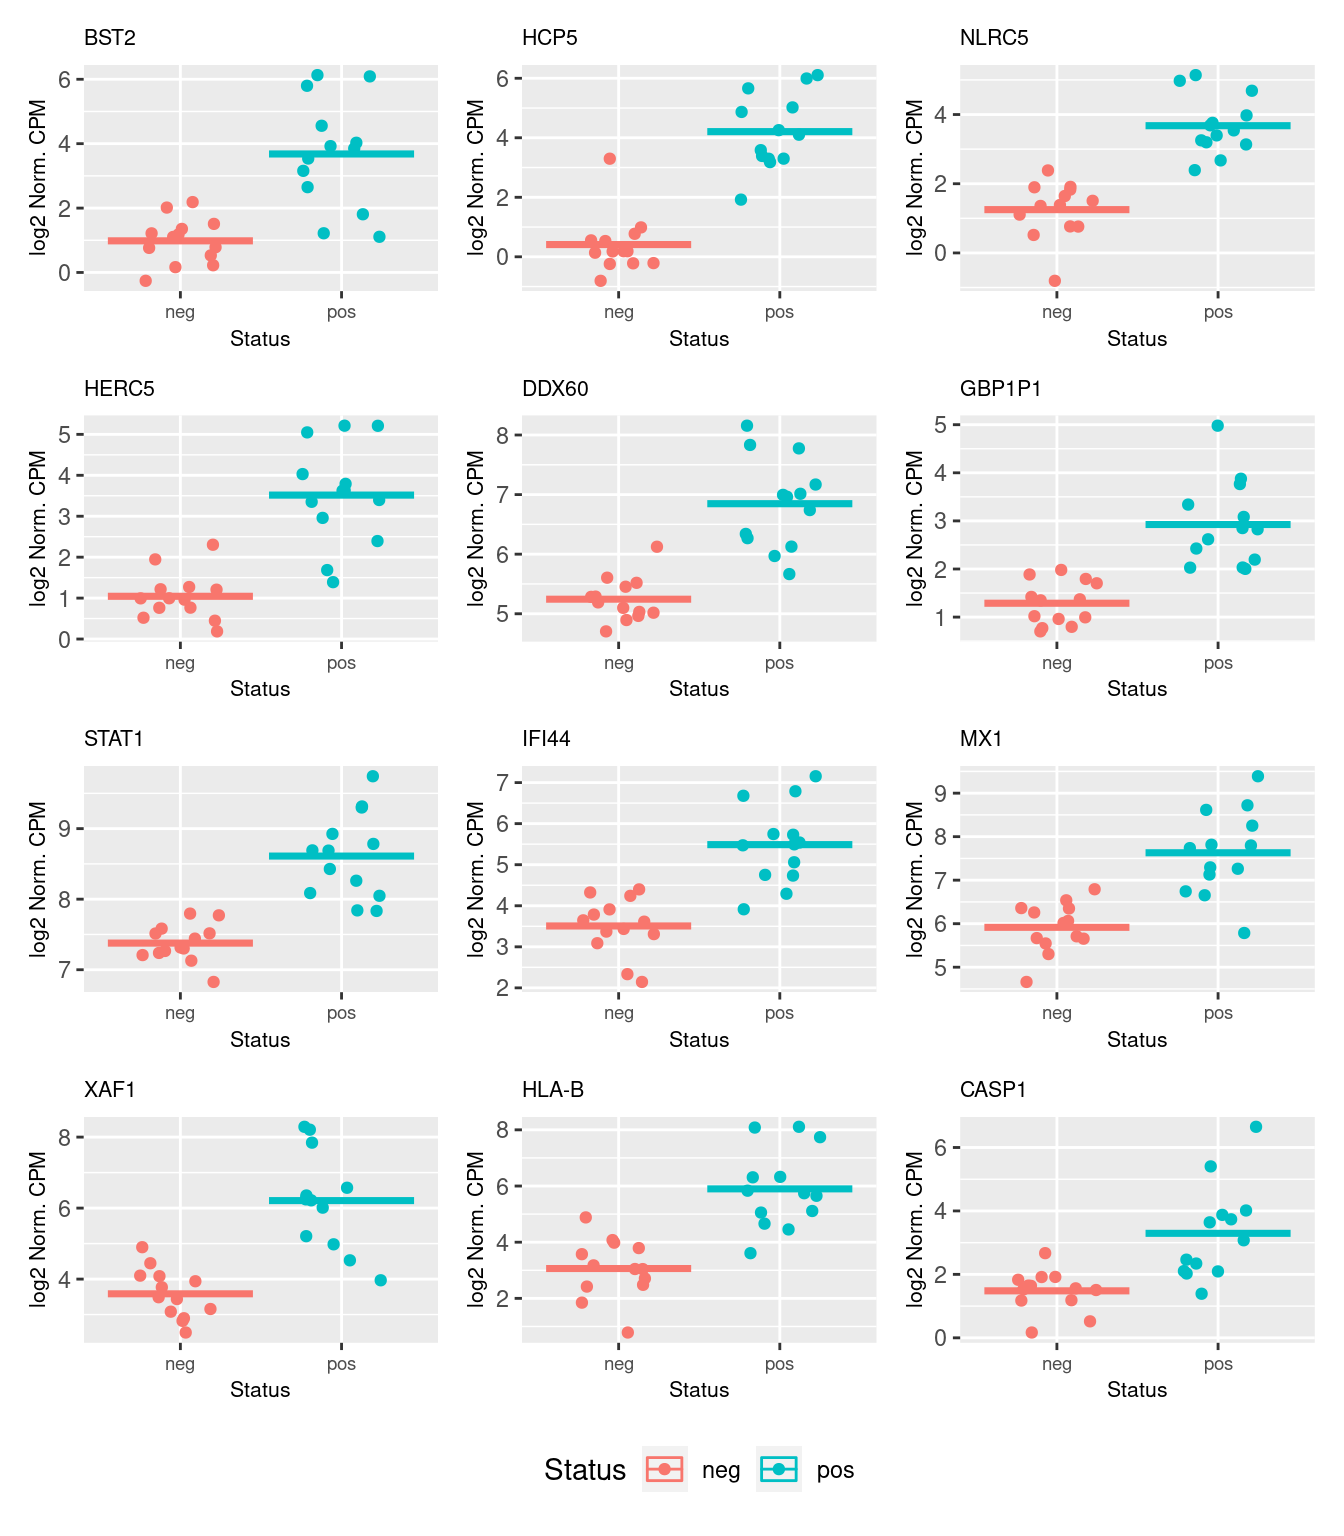 BST2 HCP5 NLRC5
log2 Norm. CPM 6 4 2 0 log2 Norm. CPM 6 4 2 0 log2 Norm. CPM 4 2 0
neg pos neg pos neg pos
Status Status Status
HERC5 DDX60 GBP1P1
log2 Norm. CPM 5 4 3 2 1 0 log2 Norm. CPM 8 7 6 5 log2 Norm. CPM 5 4 3 2 1
neg pos neg pos neg pos
Status Status Status
STAT1 IFI44 MX1
log2 Norm. CPM 9 8 7 log2 Norm. CPM 7 6 5 4 3 2 log2 Norm. CPM 9 8 7 6 5
neg pos neg pos neg pos
Status Status Status
XAF1 HLA-B CASP1
log2 Norm. CPM 8 6 4 log2 Norm. CPM 8 6 4 2 log2 Norm. CPM 6 4 2 0
neg pos neg pos neg pos
Status Status Status
Status neg pos